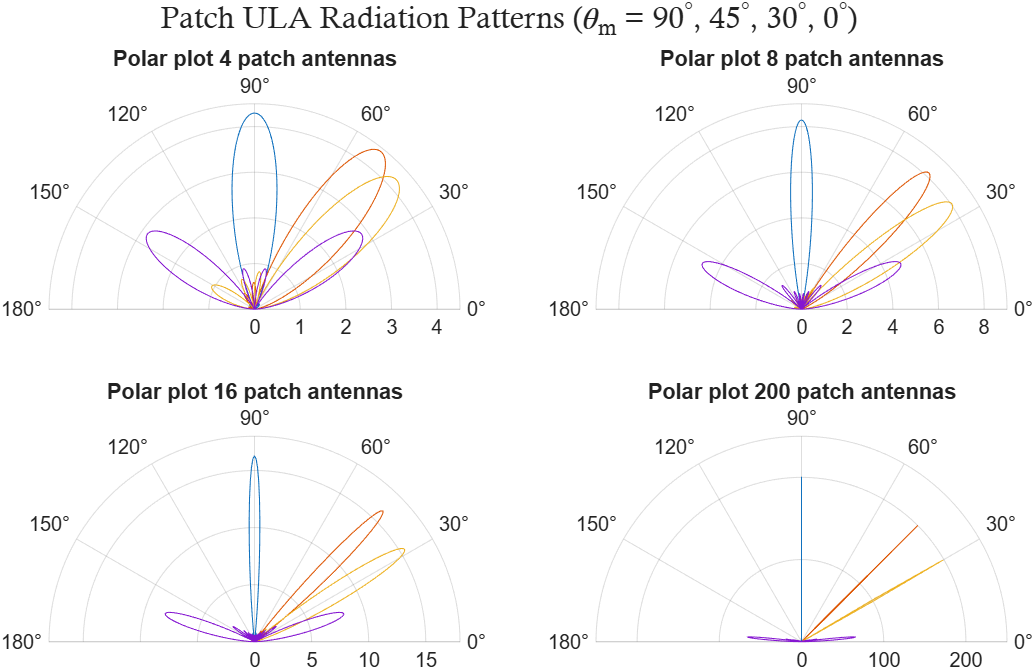 Patch ULA Radiation Patterns (θm = 90°, 45°, 30°, 0°)
Polar plot 4 patch antennas
90°
120° 60°
150° 30°
180° 0°
0 1 2 3 4
Polar plot 8 patch antennas
90°
120° 60°
150° 30°
180° 0°
0 2 4 6 8
Polar plot 16 patch antennas
90°
120° 60°
150° 30°
180° 0°
0 5 10 15
Polar plot 200 patch antennas
90°
120° 60°
150° 30°
180° 0°
0 100 200